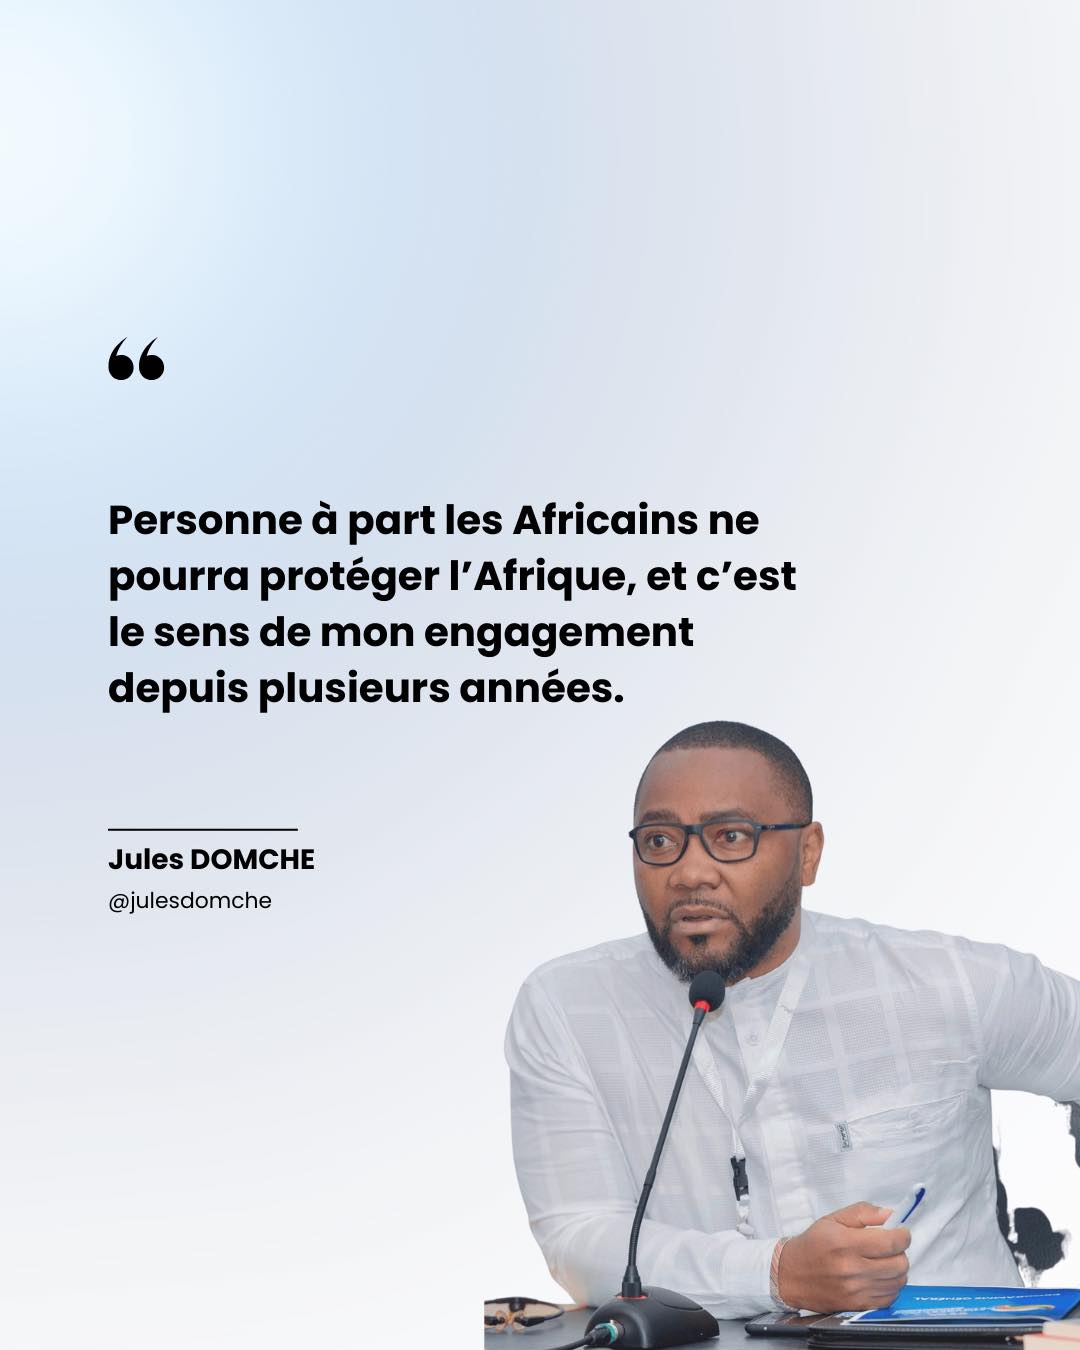 “
Personne à part les Africains ne
pourra protéger l’Afrique, et c’est
le sens de mon engagement
depuis plusieurs années.
Jules DOMCHE
@julesdomche